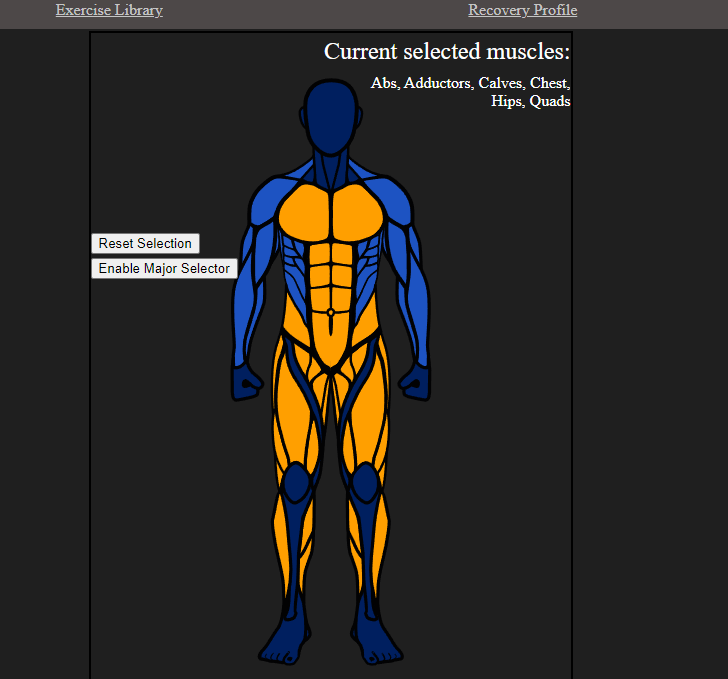 Exercise Library
Recovery Profile
Current selected muscles:
Abs, Adductors, Calves, Chest,
Hips, Quads
Reset Selection
Enable Major Selector